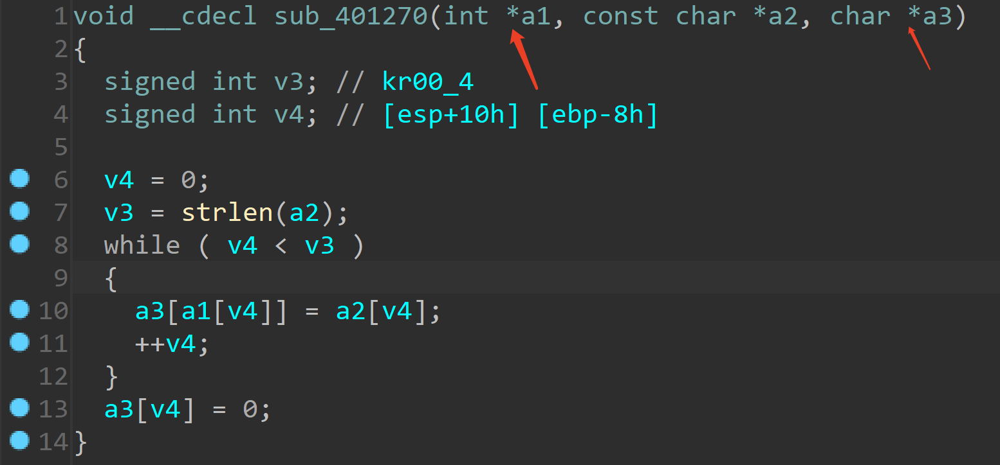 1 void __cdecl sub_401270(int *a1, const char *a2, char *a3)
2 {
3 signed int v3; // kr00_4
4 signed int v4; // [esp+10h] [ebp-8h]
5
6 v4 = 0;
7 v3 = strlen(a2);
8 while ( v4 < v3 )
9 {
10 a3[a1[v4]] = a2[v4];
11 ++v4;
12 }
13 a3[v4] = 0;
14 }